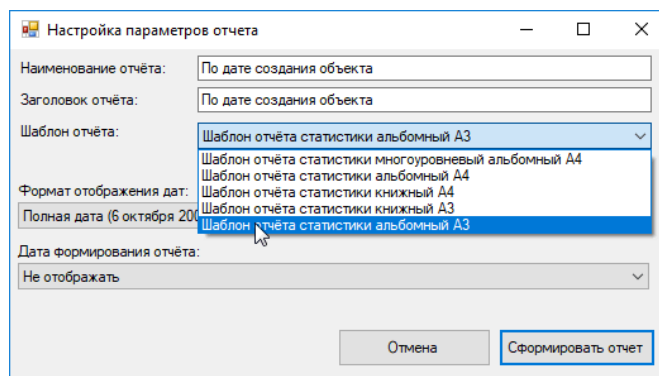 Настройка параметров отчета
Наименование отчёта: По дате создания объекта
Заголовок отчёта: По дате создания объекта
Шаблон отчёта: Шаблон отчёта статистики альбомный А3
Шаблон отчёта статистики многоуровневый альбомный А4
Шаблон отчёта статистики альбомный А4
Формат отображения дат: Шаблон отчёта статистики книжный А4
Шаблон отчёта статистики книжный А3
Полная дата (6 октября 200 Шаблон отчёта статистики альбомный А3
Дата формирования отчёта:
Не отображать
Отмена Сформировать отчет